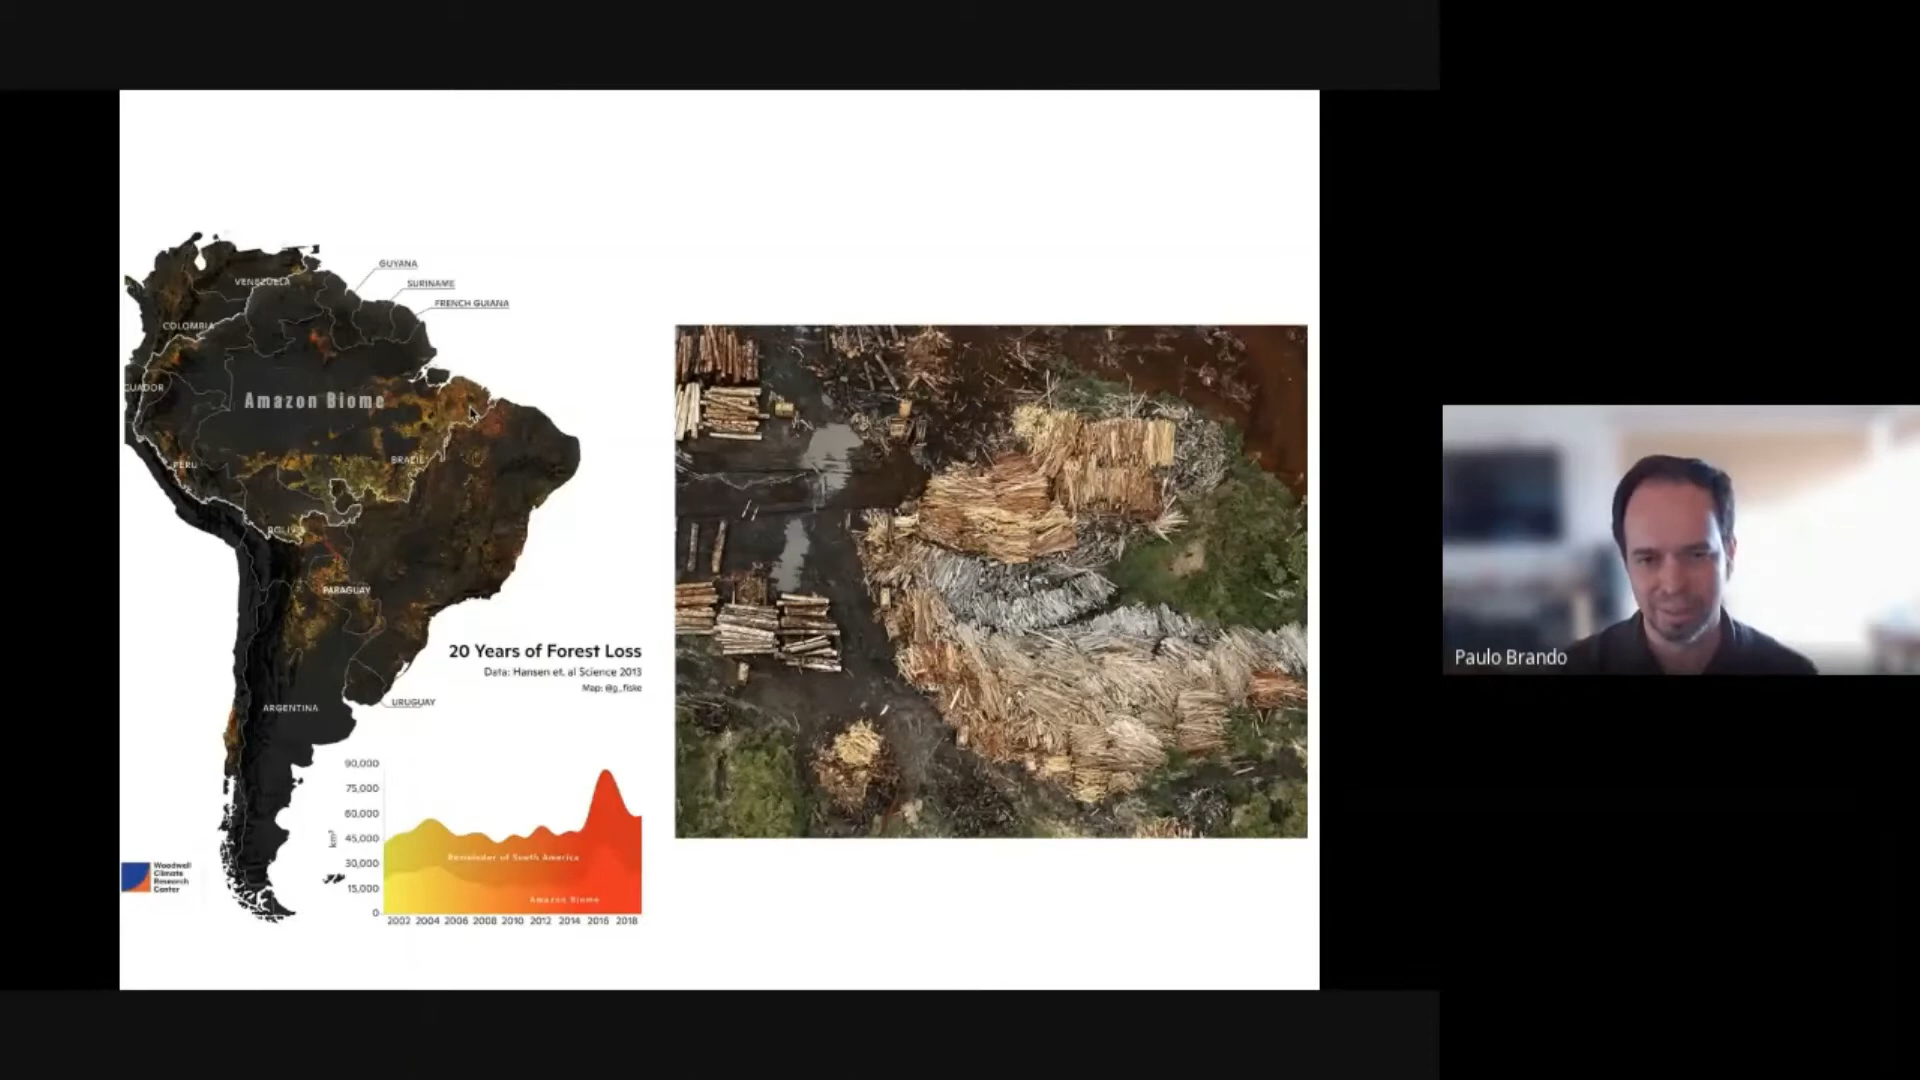 GUYANA
SURINAME
FRENCH GUIANA
VENEZUELA
COLOMBIA
CUADOR
Amazon Biome
PERU
BRAZIL
BOLIVI
PARAGUAY
20 Years of Forest Loss
Data: Hansen et. al Science 2013
Map: @g_fiske
URUGUAY
ARGENTINA
90,000
75,000
60,000
45,000
30,000
15,000
0
km²
Remainder of South America
Amazon Biome
2002 2004 2006 2008 2010 2012 2014 2016 2018
Woodwell
Climate
Research
Center
Paulo Brando